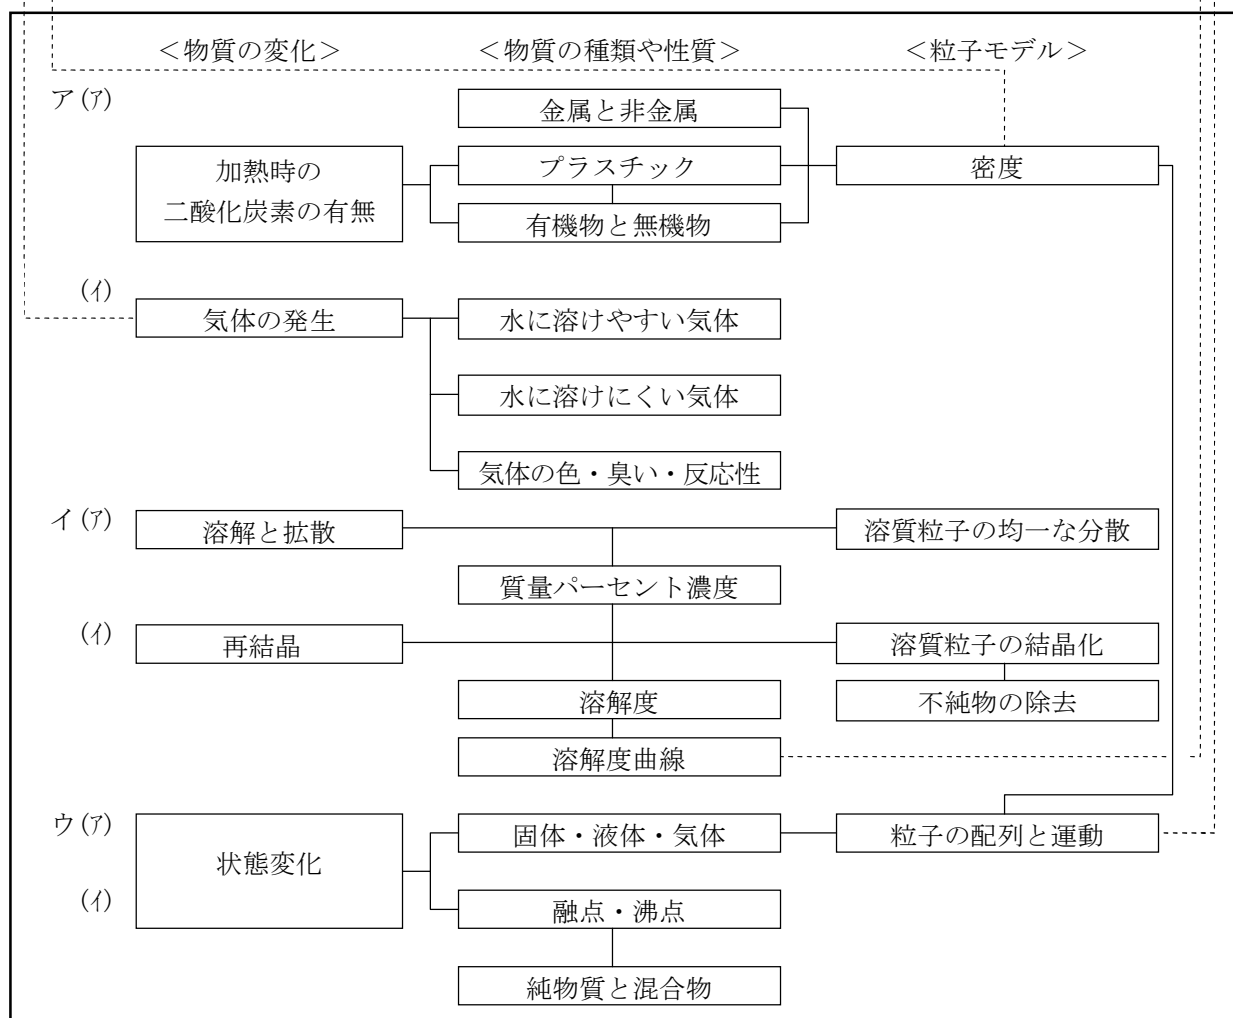 ＜物質の変化＞ ＜物質の種類や性質＞ ＜粒子モデル＞
ア(ｱ)
金属と非金属
加熱時の
二酸化炭素の有無
プラスチック
密度
有機物と無機物
(ｲ)
気体の発生
水に溶けやすい気体
水に溶けにくい気体
気体の色・臭い・反応性
イ(ｱ)
溶解と拡散
溶質粒子の均一な分散
質量パーセント濃度
(ｲ)
再結晶
溶質粒子の結晶化
溶解度
不純物の除去
溶解度曲線
ウ(ｱ)
状態変化
固体・液体・気体
粒子の配列と運動
(ｲ)
融点・沸点
純物質と混合物